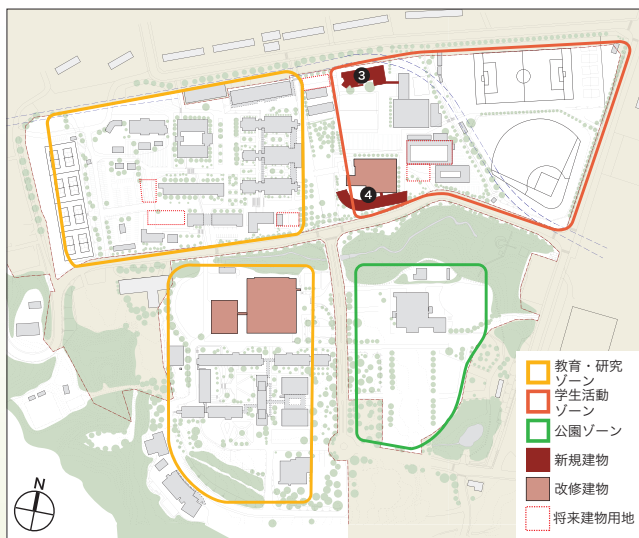 3
4
教育・研究
ゾーン
学生活動
ゾーン
公園ゾーン
新規建物
改修建物
将来建物用地
N